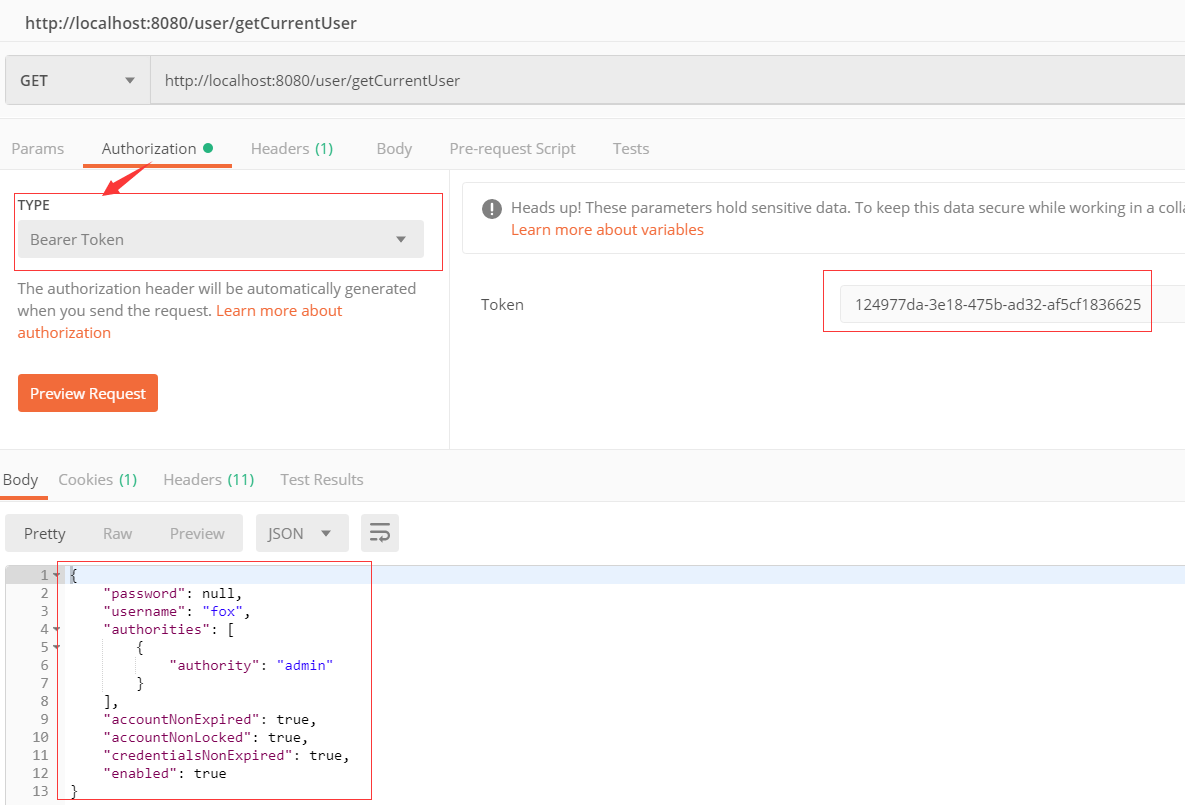 http://localhost:8080/user/getCurrentUser
GET http://localhost:8080/user/getCurrentUser
Params Authorization Headers (1) Body Pre-request Script Tests
TYPE
Bearer Token
The authorization header will be automatically generated
when you send the request. Learn more about
authorization
Preview Request
Heads up! These parameters hold sensitive data. To keep this data secure while working in a colla
Learn more about variables
Token 124977da-3e18-475b-ad32-af5cf1836625
Body Cookies (1) Headers (11) Test Results
Pretty Raw Preview JSON
1 {
2 "password": null,
3 "username": "fox",
4 "authorities": [
5 {
6 "authority": "admin"
7 }
8 ],
9 "accountNonExpired": true,
10 "accountNonLocked": true,
11 "credentialsNonExpired": true,
12 "enabled": true
13 }